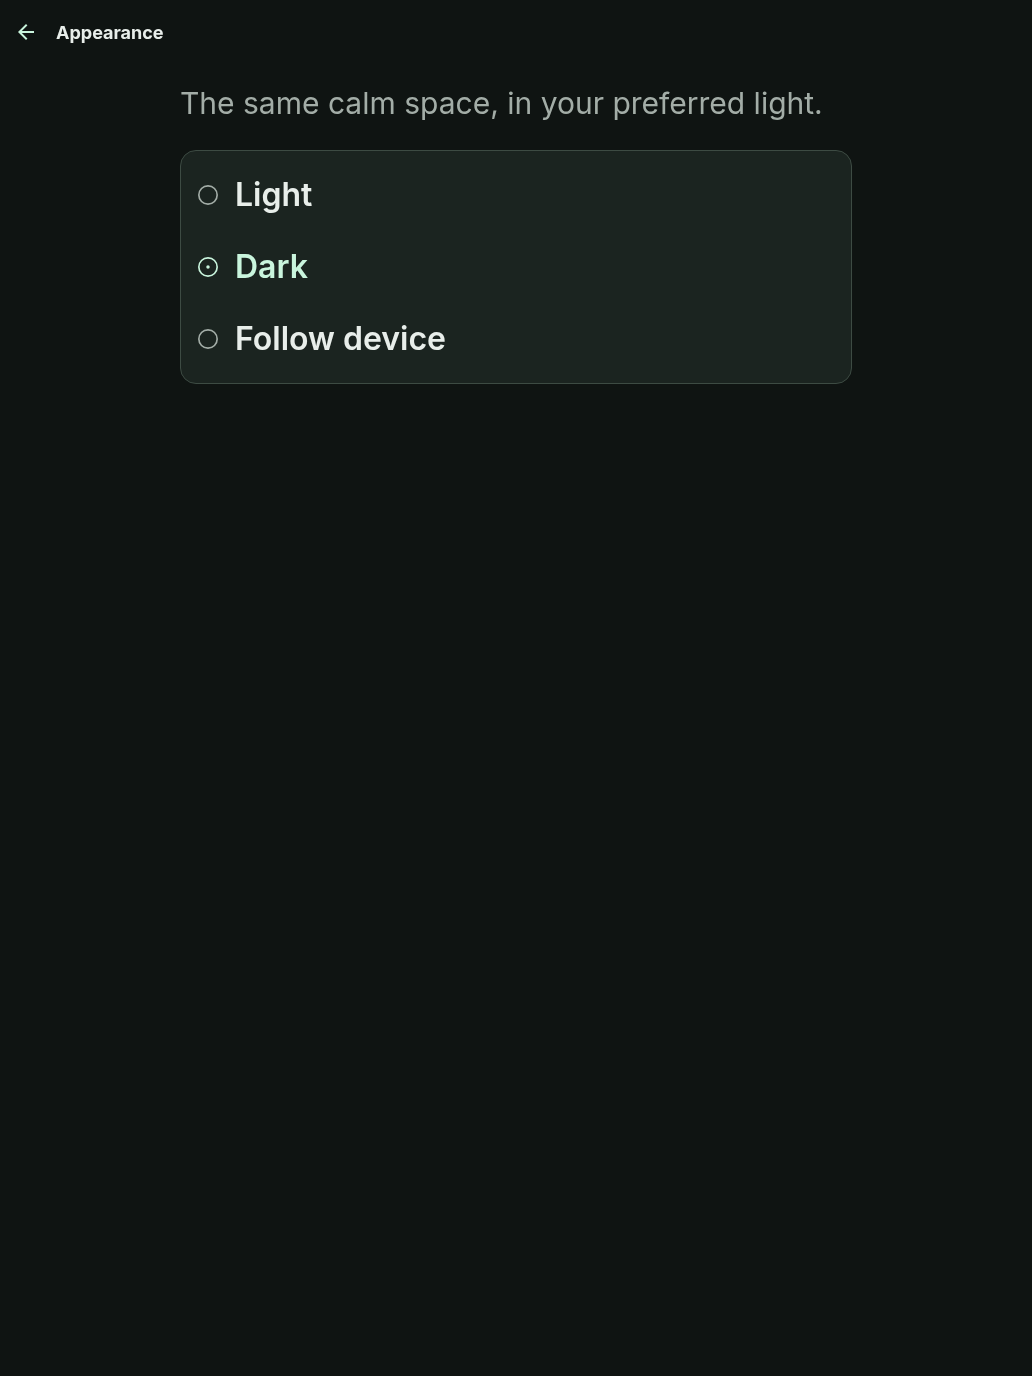 Appearance
The same calm space, in your preferred light.
Light
Dark
Follow device